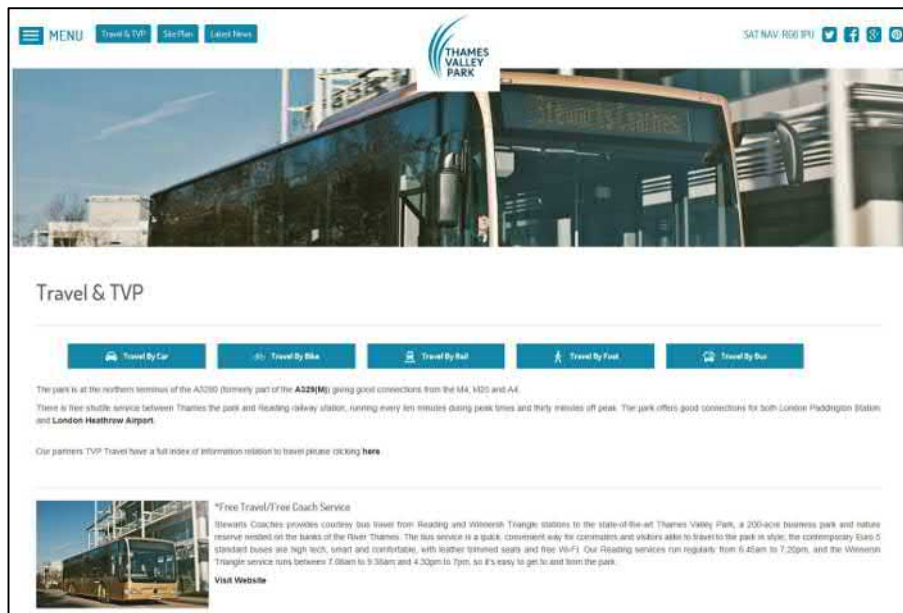 MENU Travel & TVP Site Plan Latest News
THAMES
VALLEY
PARK
SAT NAV: RG6 1PU
Stewarts Coaches
Travel & TVP
Travel By Car Travel By Bike Travel By Rail Travel By Foot Travel By Bus
The park is at the northern terminus of the A3290 (formerly part of the A329(M)) giving good connections from the M4, M25 and A4.
There is free shuttle service between Thames the park and Reading railway station, running every ten minutes during peak times and thirty minutes off peak. The park offers good connections for both London Paddington Station
and London Heathrow Airport.
Our partners TVP Travel have a full index of information relation to travel please clicking here
*Free Travel/Free Coach Service
Stewarts Coaches provides courtesy bus travel from Reading and Winnersh Triangle stations to the state-of-the-art Thames Valley Park, a 200-acre business park and nature
reserve nestled on the banks of the River Thames. The bus service is a quick, convenient way for commuters and visitors alike to travel to the park in style; the contemporary Euro 5
standard buses are high tech, smart and comfortable, with leather trimmed seats and free Wi-Fi. Our Reading services run regularly from 6.45am to 7.20pm, and the Winnersh
Triangle service runs between 7.08am to 9.38am and 4.30pm to 7pm, so it's easy to get to and from the park.
Visit Website